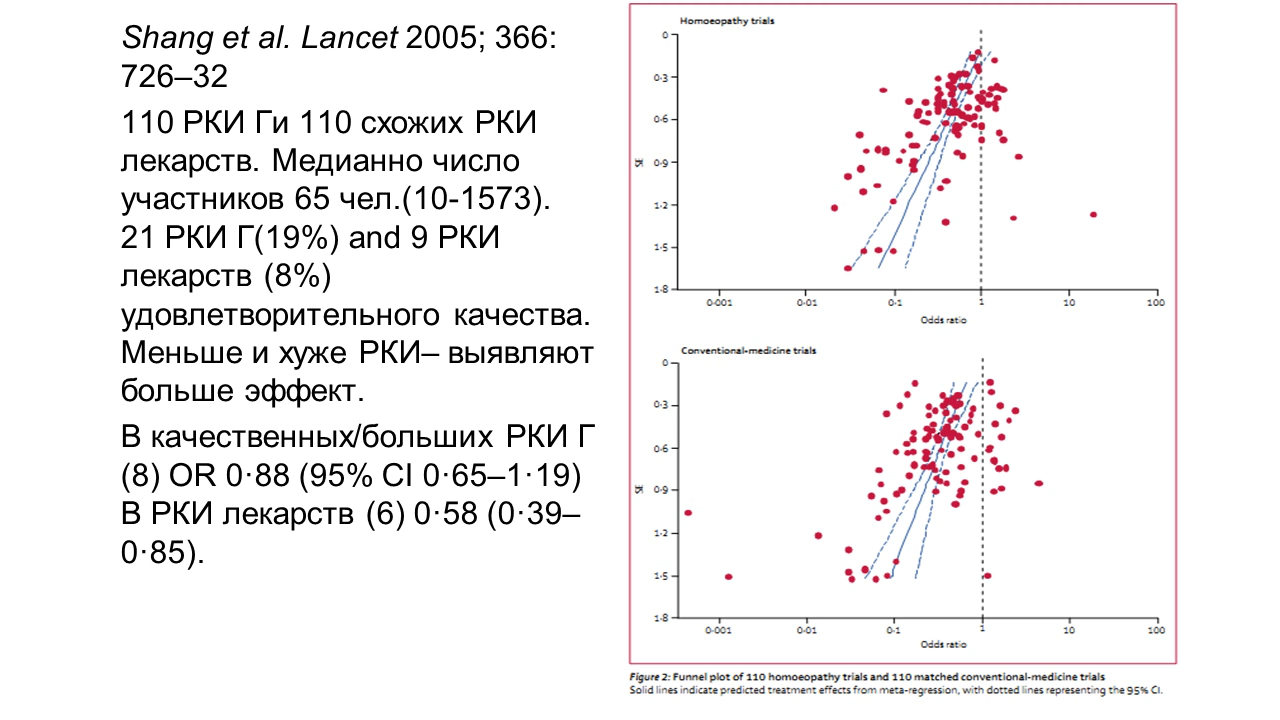 Shang et al. Lancet 2005; 366:
726–32
110 РКИ Ги 110 схожих РКИ
лекарств. Медианно число
участников 65 чел.(10-1573).
21 РКИ Г(19%) and 9 РКИ
лекарств (8%)
удовлетворительного качества.
Меньше и хуже РКИ– выявляют
больше эффект.
В качественных/больших РКИ Г
(8) OR 0·88 (95% CI 0·65–1·19)
В РКИ лекарств (6) 0·58 (0·39–
0·85).
Homoeopathy trials
0
0·3
0·6
0·9
1·2
1·5
1·8
SE
0·001 0·01 0·1 1 10 100
Odds ratio
Conventional-medicine trials
0
0·3
0·6
0·9
1·2
1·5
1·8
SE
0·001 0·01 0·1 1 10 100
Odds ratio
Figure 2: Funnel plot of 110 homoeopathy trials and 110 matched conventional-medicine trials
Solid lines indicate predicted treatment effects from meta-regression, with dotted lines representing the 95% CI.